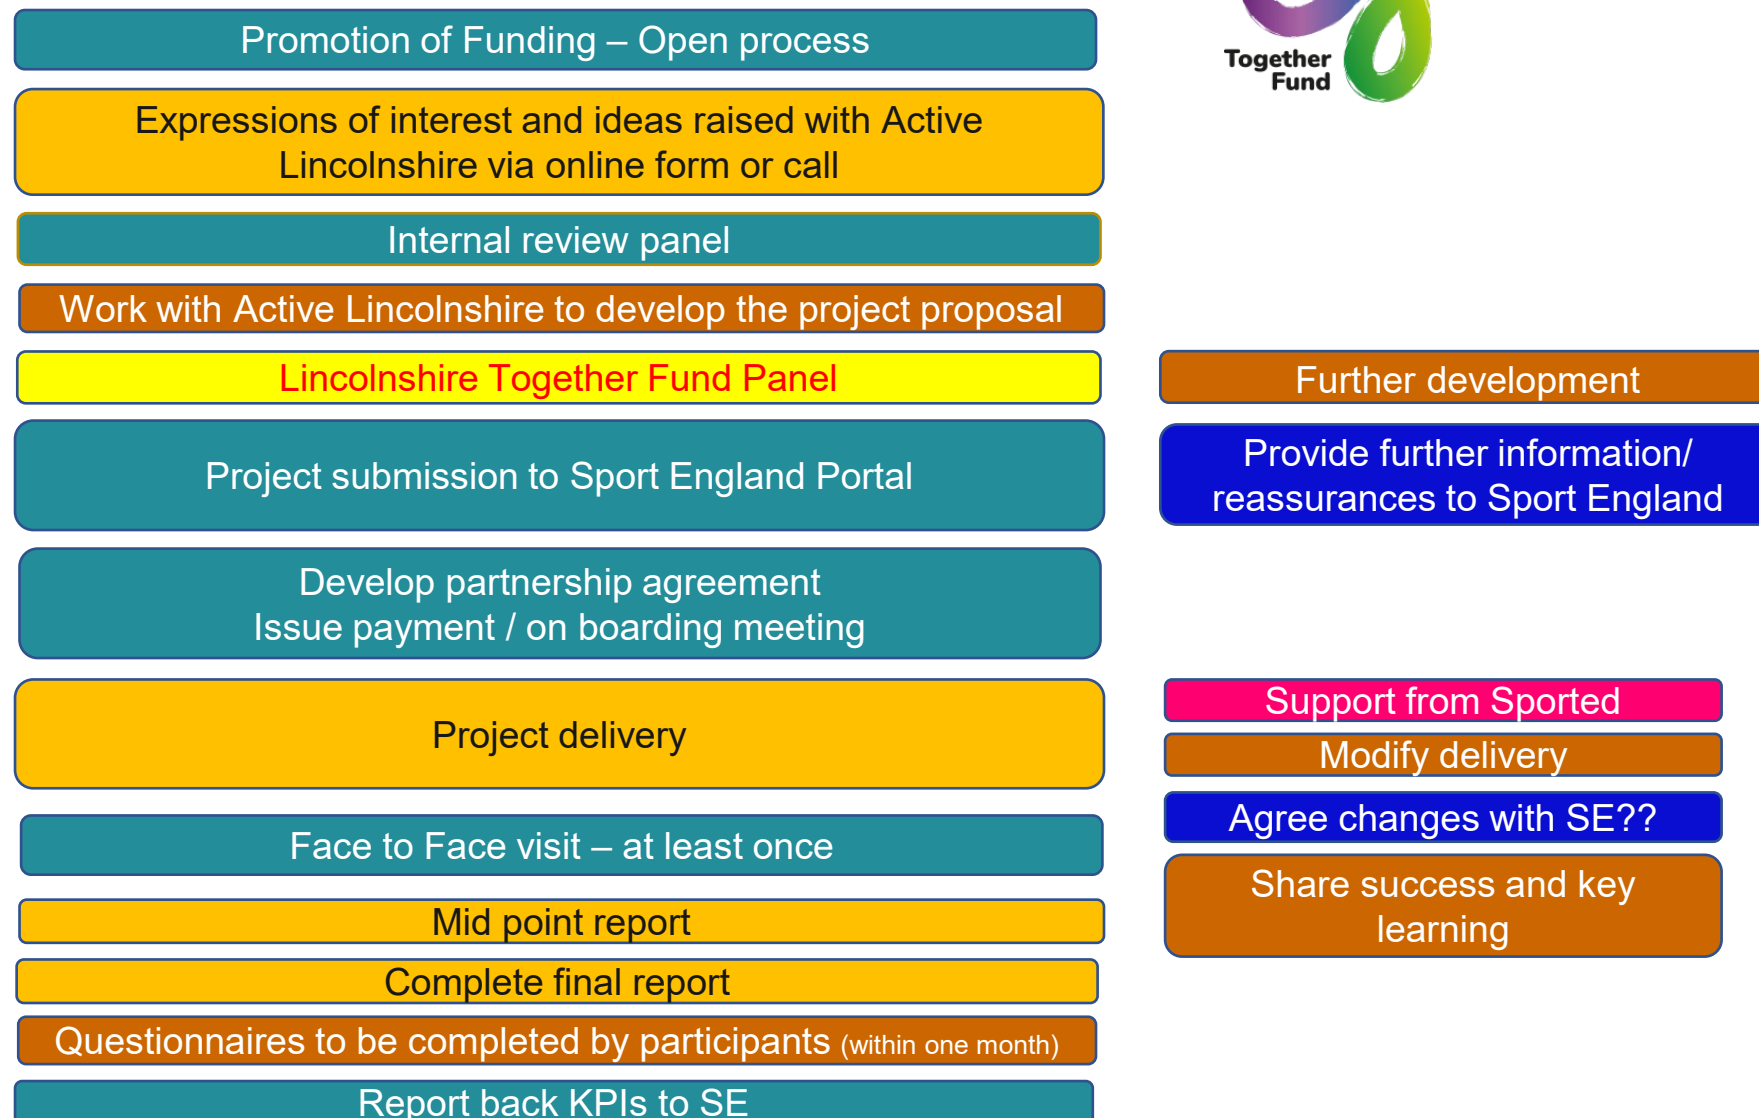 Promotion of Funding – Open process
Together
Fund
Expressions of interest and ideas raised with Active
Lincolnshire via online form or call
Internal review panel
Work with Active Lincolnshire to develop the project proposal
Lincolnshire Together Fund Panel
Further development
Project submission to Sport England Portal
Provide further information/
reassurances to Sport England
Develop partnership agreement
Issue payment / on boarding meeting
Project delivery
Support from Sported
Modify delivery
Agree changes with SE??
Share success and key
learning
Face to Face visit – at least once
Mid point report
Complete final report
Questionnaires to be completed by participants (within one month)
Report back KPIs to SE